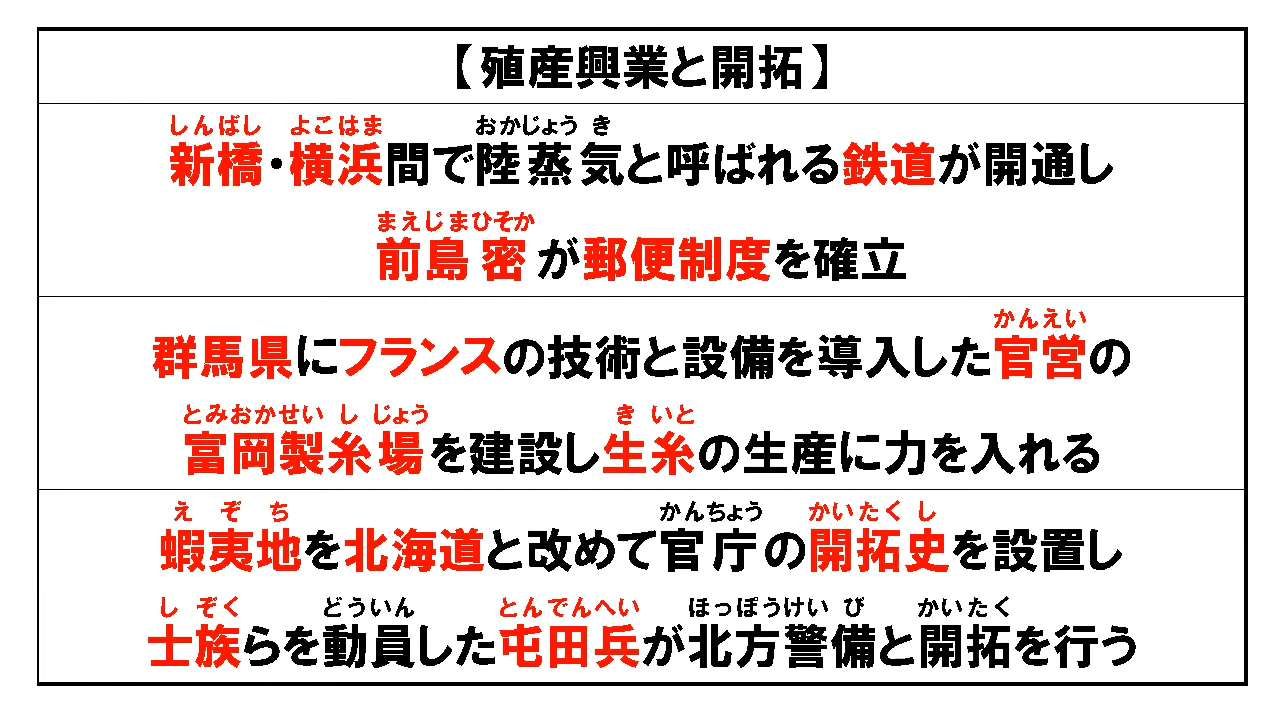 【殖産興業と開拓】
しんばし よこはま おかじょう き
新橋・横浜間で陸蒸気と呼ばれる鉄道が開通し
まえじまひそか
前島密が郵便制度を確立
かんえい
群馬県にフランスの技術と設備を導入した官営の
とみおかせい し じょう き いと
富岡製糸場を建設し生糸の生産に力を入れる
え ぞ ち かんちょう かいたく し
蝦夷地を北海道と改めて官庁の開拓史を設置し
し ぞく どういん とんでんへい ほっぽうけい び かいたく
士族らを動員した屯田兵が北方警備と開拓を行う